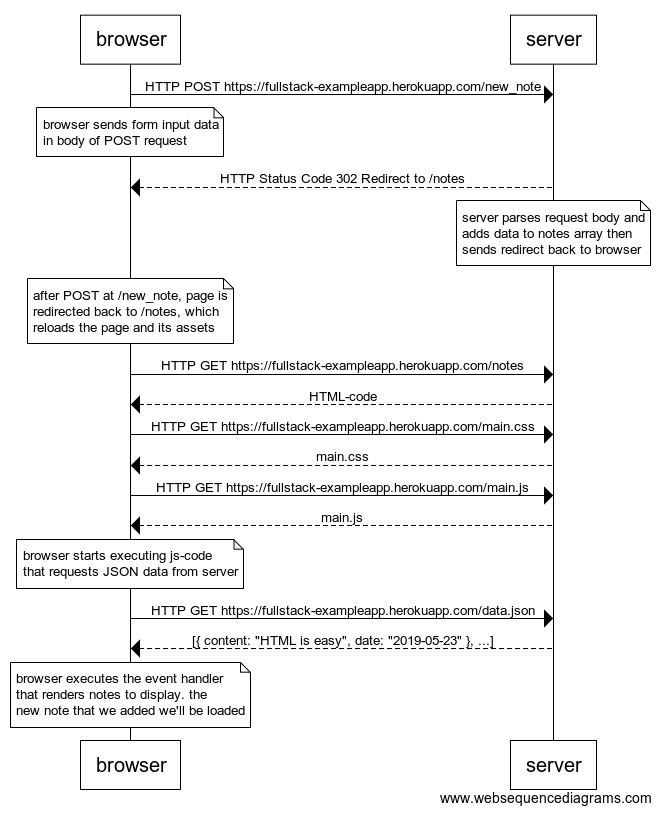 browser
server
HTTP POST https://fullstack-exampleapp.herokuapp.com/new_note
browser sends form input data
in body of POST request
HTTP Status Code 302 Redirect to /notes
server parses request body and
adds data to notes array then
sends redirect back to browser
after POST at /new_note, page is
redirected back to /notes, which
reloads the page and its assets
HTTP GET https://fullstack-exampleapp.herokuapp.com/notes
HTML-code
HTTP GET https://fullstack-exampleapp.herokuapp.com/main.css
main.css
HTTP GET https://fullstack-exampleapp.herokuapp.com/main.js
main.js
browser starts executing js-code
that requests JSON data from server
HTTP GET https://fullstack-exampleapp.herokuapp.com/data.json
[{ content: "HTML is easy", date: "2019-05-23" }, ...]
browser executes the event handler
that renders notes to display. the
new note that we added we'll be loaded
browser
server
www.websequencediagrams.com